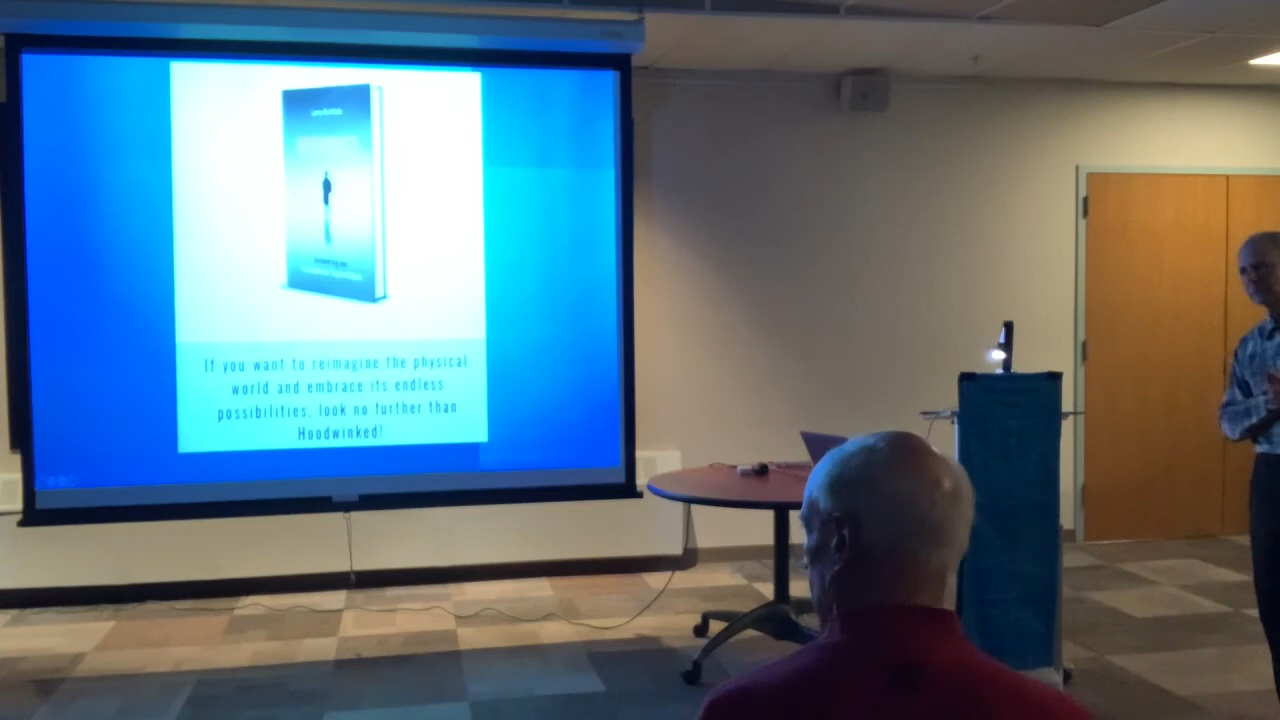 If you want to reimagine the physical
world and embrace its endless
possibilities, look no further than
Hoodwinked!